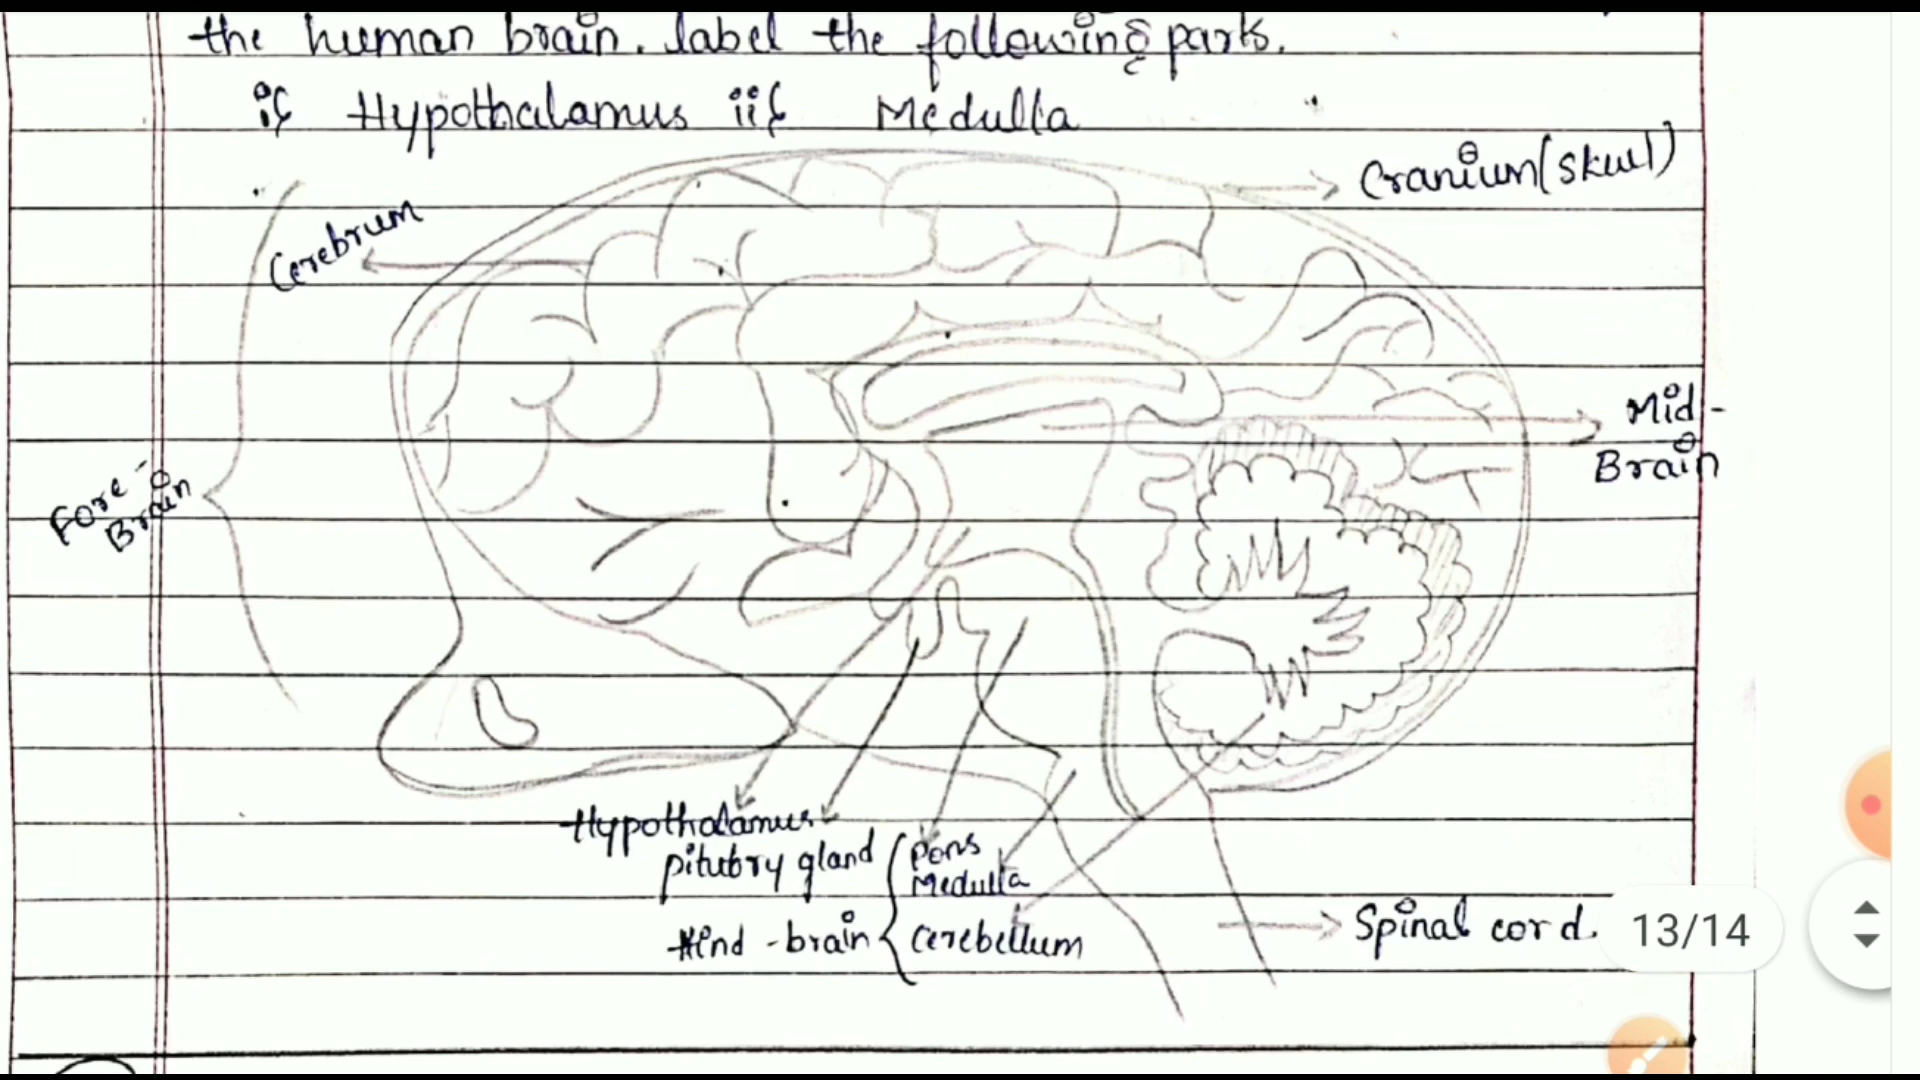 the human brain. label the following parts.
i) Hypothalamus ii) Medulla
Cranium (skull)
Cerebrum
Mid-
Brain
Fore-
Brain
Hypothalamus
pitubry gland
Pons
Medulla
Hind-brain
Cerebellum
Spinal cord.
13/14